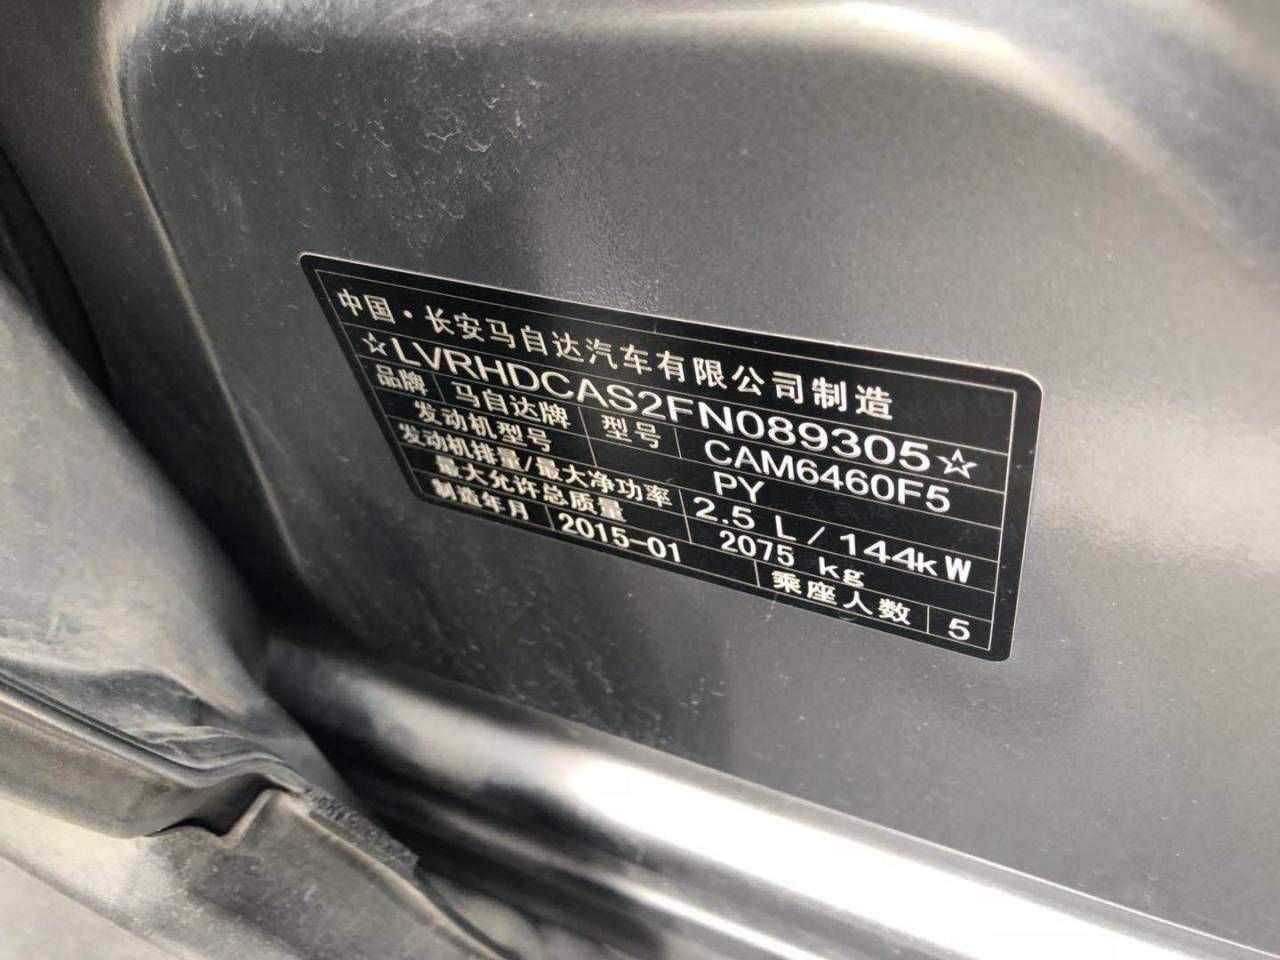 中国·长安马自达汽车有限公司制造
☆LVRHDCAS2FN089305☆
品牌 马自达牌 型号 CAM6460F5
发动机型号 PY
发动机排量/最大净功率 2.5 L / 144kW
最大允许总质量 2075 kg
制造年月 2015-01 乘座人数 5